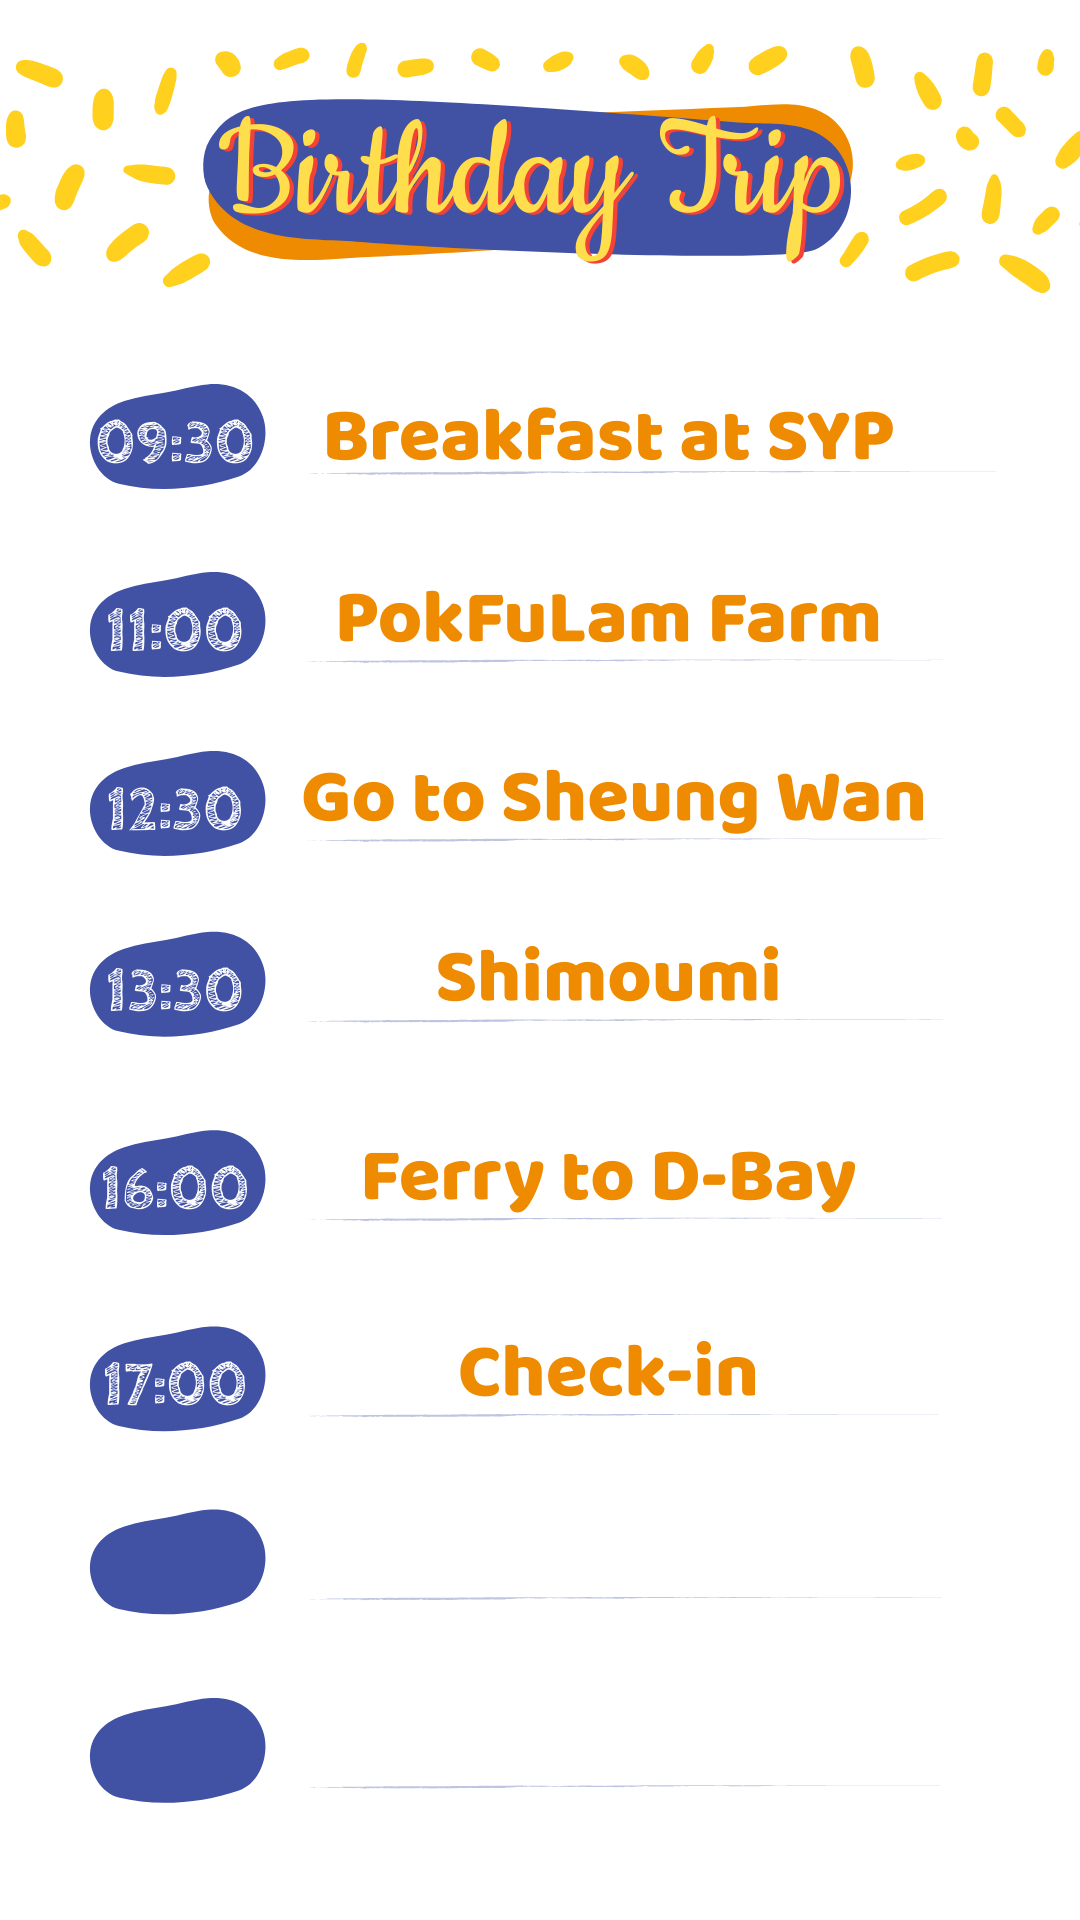 Birthday Trip
09:30 Breakfast at SYP
11:00 PokFuLam Farm
12:30 Go to Sheung Wan
13:30 Shimoumi
16:00 Ferry to D-Bay
17:00 Check-in